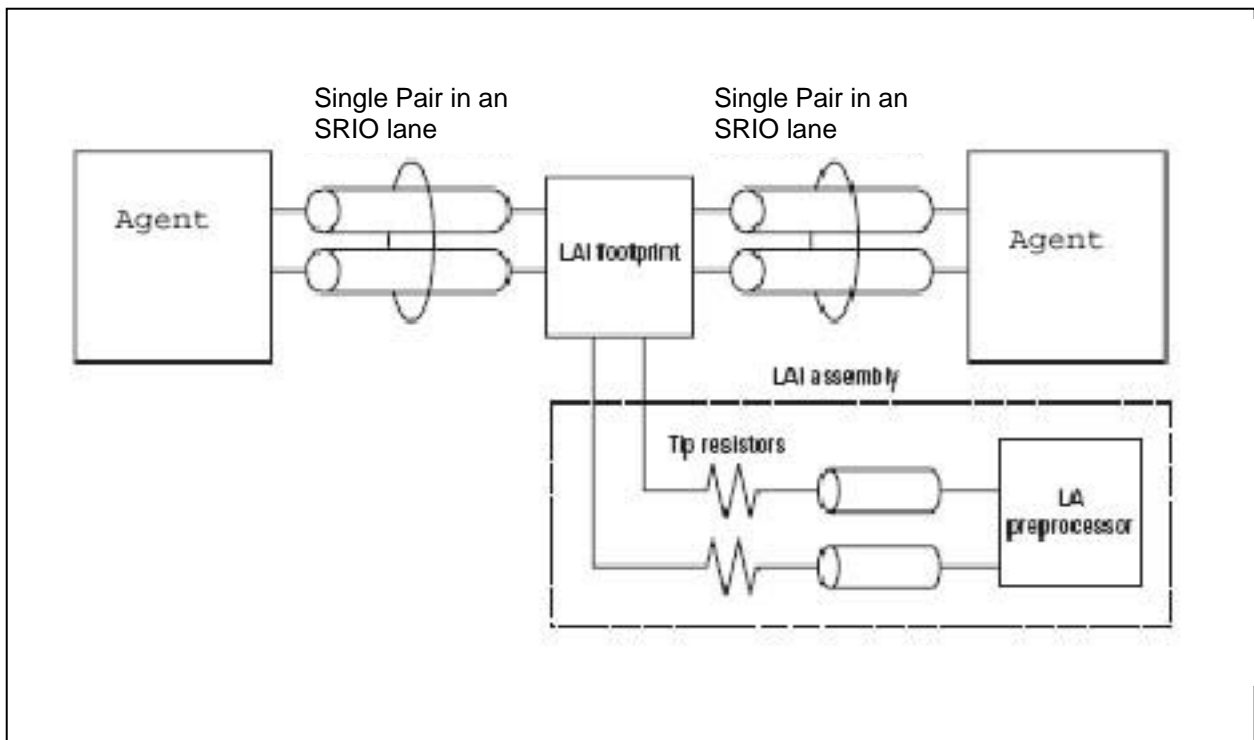 Single Pair in an
SRIO lane
Single Pair in an
SRIO lane
Agent
LAI footprint
Agent
LAI assembly
Tip resistors
LA
preprocessor